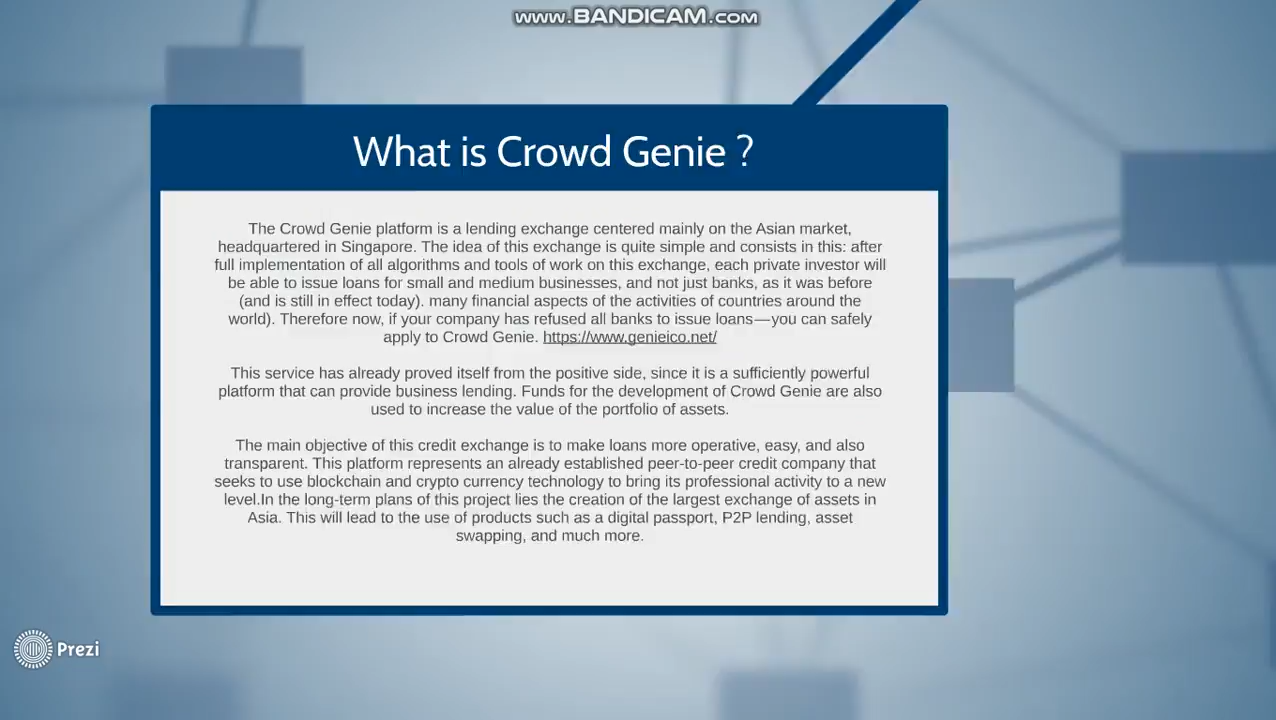 www.BANDICAM.com
What is Crowd Genie ?
The Crowd Genie platform is a lending exchange centered mainly on the Asian market,
headquartered in Singapore. The idea of this exchange is quite simple and consists in this: after
full implementation of all algorithms and tools of work on this exchange, each private investor will
be able to issue loans for small and medium businesses, and not just banks, as it was before
(and is still in effect today). many financial aspects of the activities of countries around the
world). Therefore now, if your company has refused all banks to issue loans — you can safely
apply to Crowd Genie. https://www.genieico.net/
This service has already proved itself from the positive side, since it is a sufficiently powerful
platform that can provide business lending. Funds for the development of Crowd Genie are also
used to increase the value of the portfolio of assets.
The main objective of this credit exchange is to make loans more operative, easy, and also
transparent. This platform represents an already established peer-to-peer credit company that
seeks to use blockchain and crypto currency technology to bring its professional activity to a new
level.In the long-term plans of this project lies the creation of the largest exchange of assets in
Asia. This will lead to the use of products such as a digital passport, P2P lending, asset
swapping, and much more.
Prezi